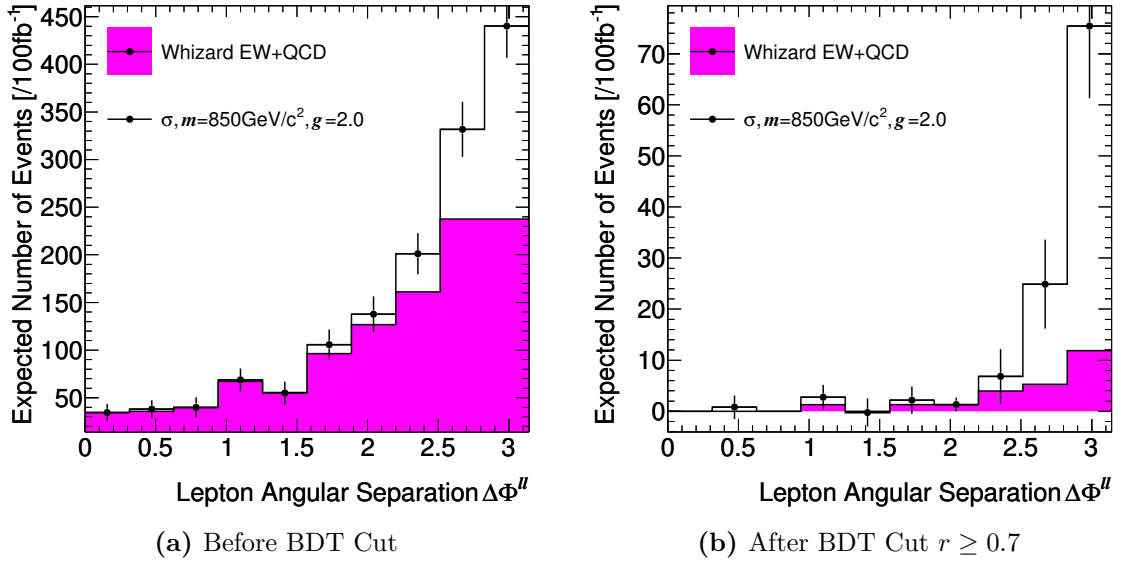 Expected Number of Events [/100fb⁻¹]
450
400
350
300
250
200
150
100
50
0 0.5 1 1.5 2 2.5 3
Whizard EW+QCD
σ, m=850GeV/c², g=2.0
Lepton Angular Separation ΔΦˡˡ
(a) Before BDT Cut
Expected Number of Events [/100fb⁻¹]
70
60
50
40
30
20
10
0
0 0.5 1 1.5 2 2.5 3
Whizard EW+QCD
σ, m=850GeV/c², g=2.0
Lepton Angular Separation ΔΦˡˡ
(b) After BDT Cut r ≥ 0.7